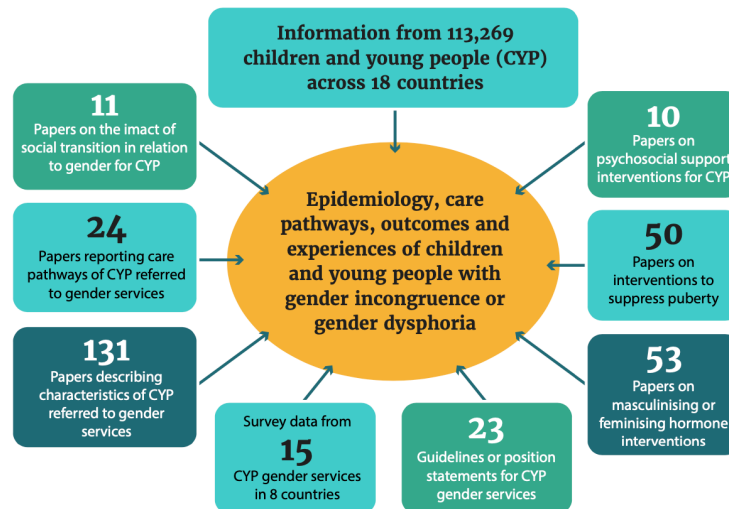 Information from 113,269
children and young people (CYP)
across 18 countries
11
Papers on the imact of
social transition in relation
to gender for CYP
10
Papers on
psychosocial support
interventions for CYP
Epidemiology, care
pathways, outcomes and
experiences of children
and young people with
gender incongruence or
gender dysphoria
24
Papers reporting care
pathways of CYP referred
to gender services
50
Papers on
interventions to
suppress puberty
131
Papers describing
characteristics of CYP
referred to gender
services
53
Papers on
masculinising or
feminising hormone
interventions
Survey data from
15
CYP gender services
in 8 countries
23
Guidelines or position
statements for CYP
gender services